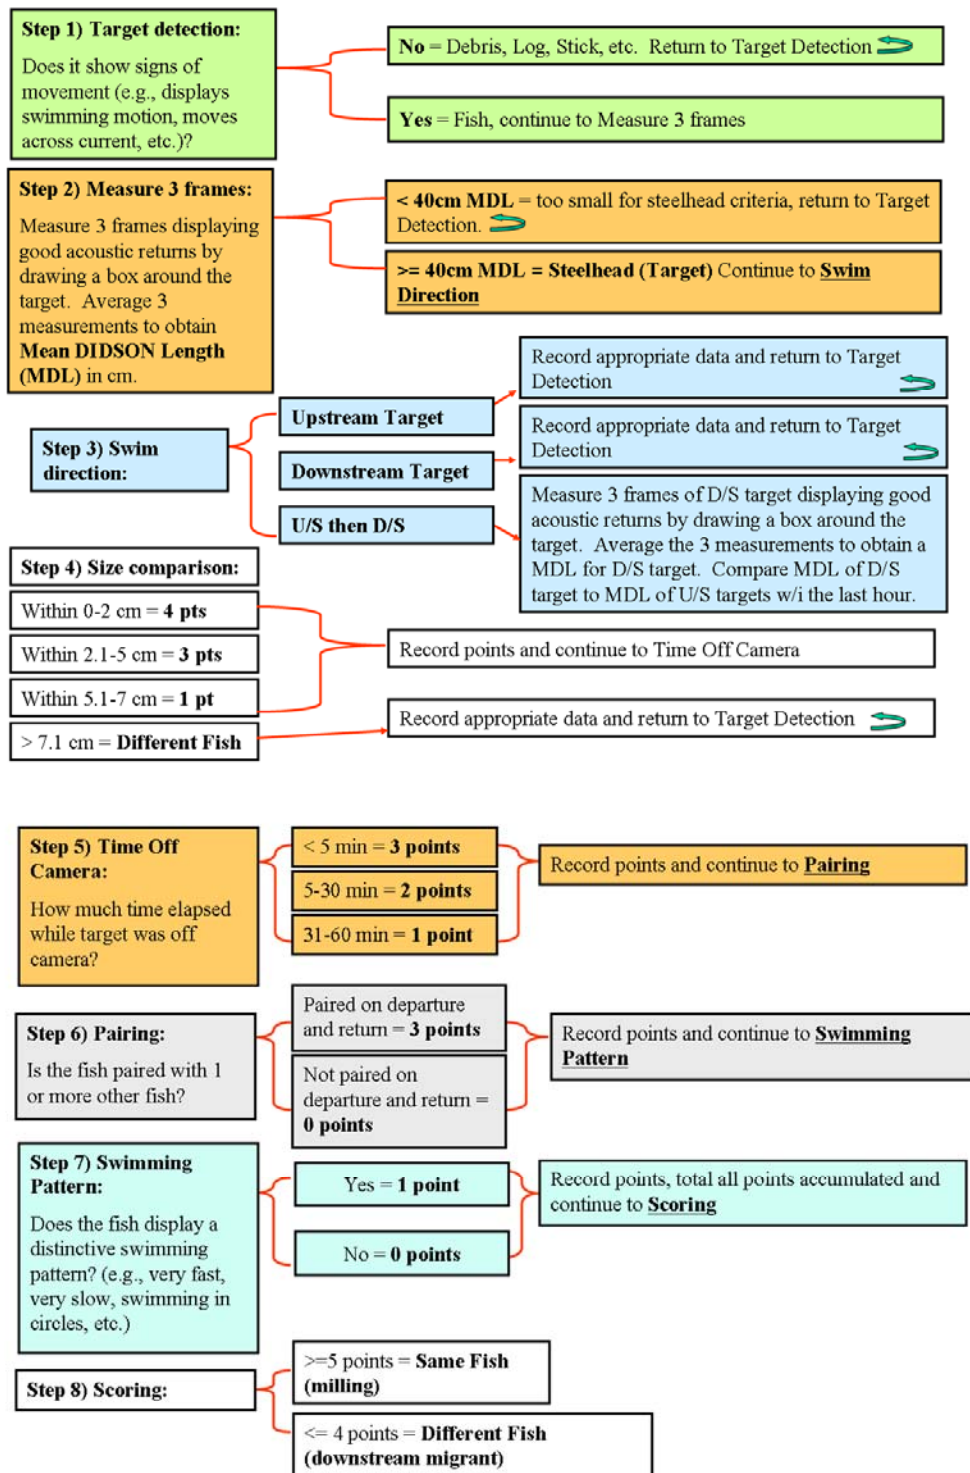 Step 1) Target detection:
Does it show signs of
movement (e.g., displays
swimming motion, moves
across current, etc.)?
No = Debris, Log, Stick, etc. Return to Target Detection
Yes = Fish, continue to Measure 3 frames
Step 2) Measure 3 frames:
Measure 3 frames displaying
good acoustic returns by
drawing a box around the
target. Average 3
measurements to obtain
Mean DIDSON Length
(MDL) in cm.
< 40cm MDL = too small for steelhead criteria, return to Target
Detection.
>= 40cm MDL = Steelhead (Target) Continue to Swim
Direction
Step 3) Swim
direction:
Upstream Target
Record appropriate data and return to Target
Detection
Downstream Target
Record appropriate data and return to Target
Detection
U/S then D/S
Measure 3 frames of D/S target displaying good
acoustic returns by drawing a box around the
target. Average the 3 measurements to obtain a
MDL for D/S target. Compare MDL of D/S
target to MDL of U/S targets w/i the last hour.
Step 4) Size comparison:
Within 0-2 cm = 4 pts
Within 2.1-5 cm = 3 pts
Within 5.1-7 cm = 1 pt
> 7.1 cm = Different Fish
Record points and continue to Time Off Camera
Record appropriate data and return to Target Detection
Step 5) Time Off
Camera:
How much time elapsed
while target was off
camera?
< 5 min = 3 points
5-30 min = 2 points
31-60 min = 1 point
Record points and continue to Pairing
Step 6) Pairing:
Is the fish paired with 1
or more other fish?
Paired on departure
and return = 3 points
Not paired on
departure and return =
0 points
Record points and continue to Swimming
Pattern
Step 7) Swimming
Pattern:
Does the fish display a
distinctive swimming
pattern? (e.g., very fast,
very slow, swimming in
circles, etc.)
Yes = 1 point
No = 0 points
Record points, total all points accumulated and
continue to Scoring
Step 8) Scoring:
>=5 points = Same Fish
(milling)
<= 4 points = Different Fish
(downstream migrant)